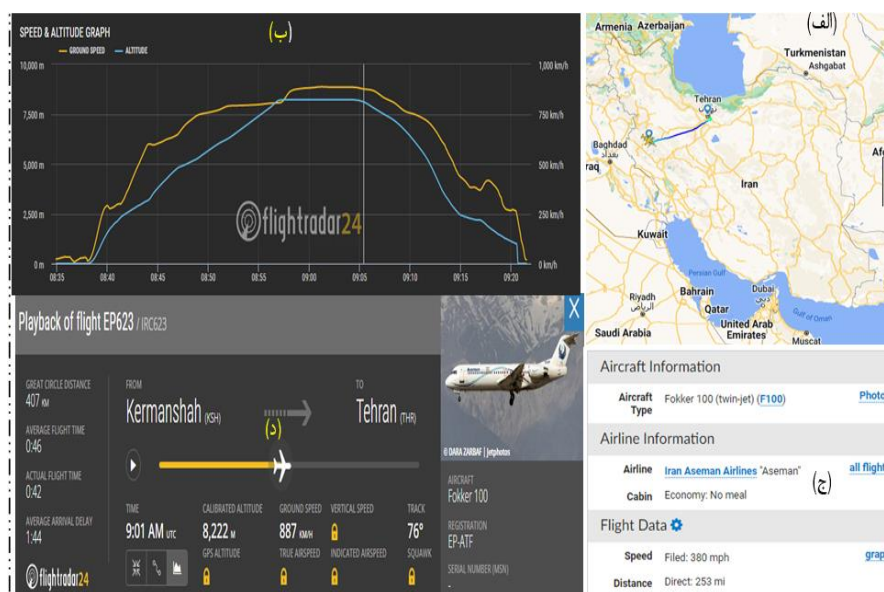 SPEED & ALTITUDE GRAPH
(ب)
GROUND SPEED ALTITUDE
10,000 m 1,000 km/h
7,500 m 750 km/h
5,000 m 500 km/h
2,500 m 250 km/h
0 m 0 km/h
flightradar24
08:35 08:40 08:45 08:50 08:55 09:00 09:05 09:10 09:15 09:20
(الف)
Armenia Azerbaijan
Turkmenistan
Ashgabat
Tehran
تهران
Baghdad
بغداد
raq
Iran
Af
Kuwait
Persian Gulf
Bahrain
Dubai
دبي
Riyadh
الرياض
Qatar
Gulf of Oman
United Arab
Emirates
Saudi Arabia
Muscat
Playback of flight EP623 / IRC623
X
GREAT CIRCLE DISTANCE
407 KM
AVERAGE FLIGHT TIME
0:46
ACTUAL FLIGHT TIME
0:42
AVERAGE ARRIVAL DELAY
1:44
flightradar24
FROM
Kermanshah (KSH)
TO
Tehran (THR)
(د)
TIME
9:01 AM UTC
CALIBRATED ALTITUDE
8,222 M
GROUND SPEED
887 KM/H
VERTICAL SPEED
TRACK
76°
GPS ALTITUDE
TRUE AIRSPEED
INDICATED AIRSPEED
SQUAWK
© DARA ZARBAF | Jetphotos
AIRCRAFT
Fokker 100
REGISTRATION
EP-ATF
SERIAL NUMBER (MSN)
-
Aircraft Information
Aircraft Type Fokker 100 (twin-jet) (F100) Photo
Airline Information
Airline Iran Aseman Airlines "Aseman" all flight
(ج)
Cabin Economy: No meal
Flight Data
Speed Filed: 380 mph grap
Distance Direct: 253 mi